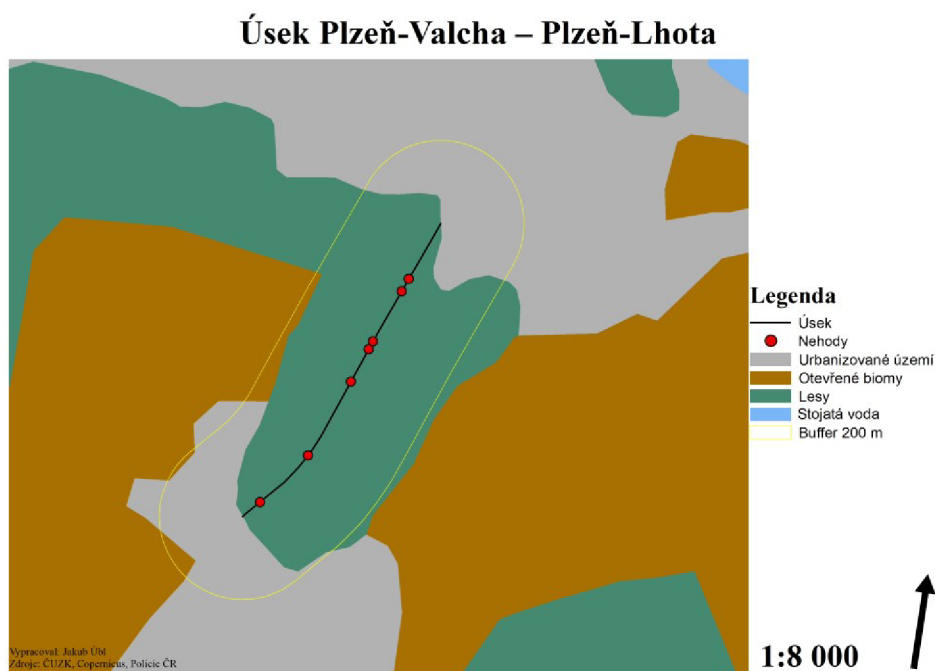 Úsek Plzeň-Valcha – Plzeň-Lhota
Legenda
Úsek
Nehody
Urbanizované území
Otevřené biomy
Lesy
Stojatá voda
Buffer 200 m
Vypracoval: Jakub Übl
Zdroje: ČUZK, Copernicus, Policie ČR
1:8 000